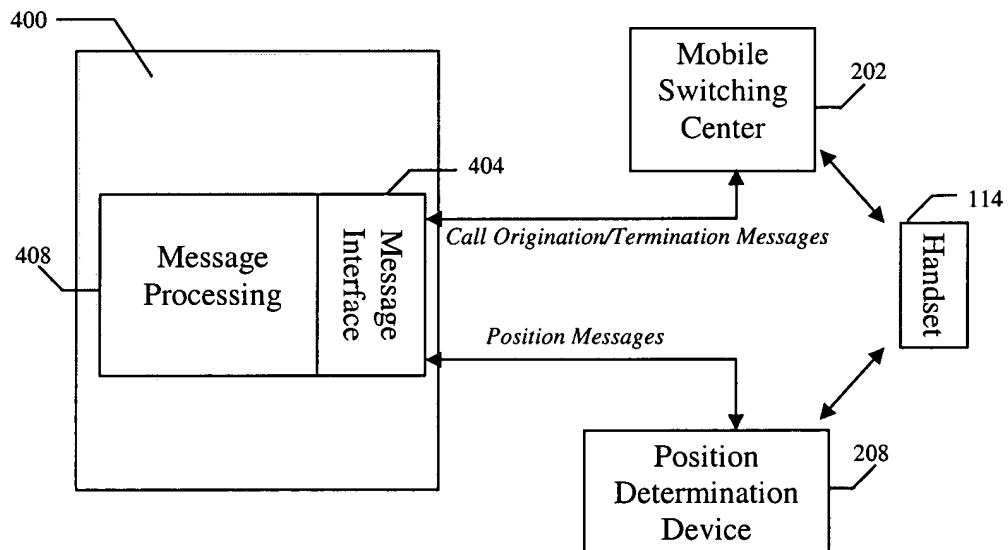 400
Mobile
Switching
Center
202
404
114
Message
Processing
Message
Interface
Call Origination/Termination Messages
Handset
408
Position Messages
Position
Determination
Device
208